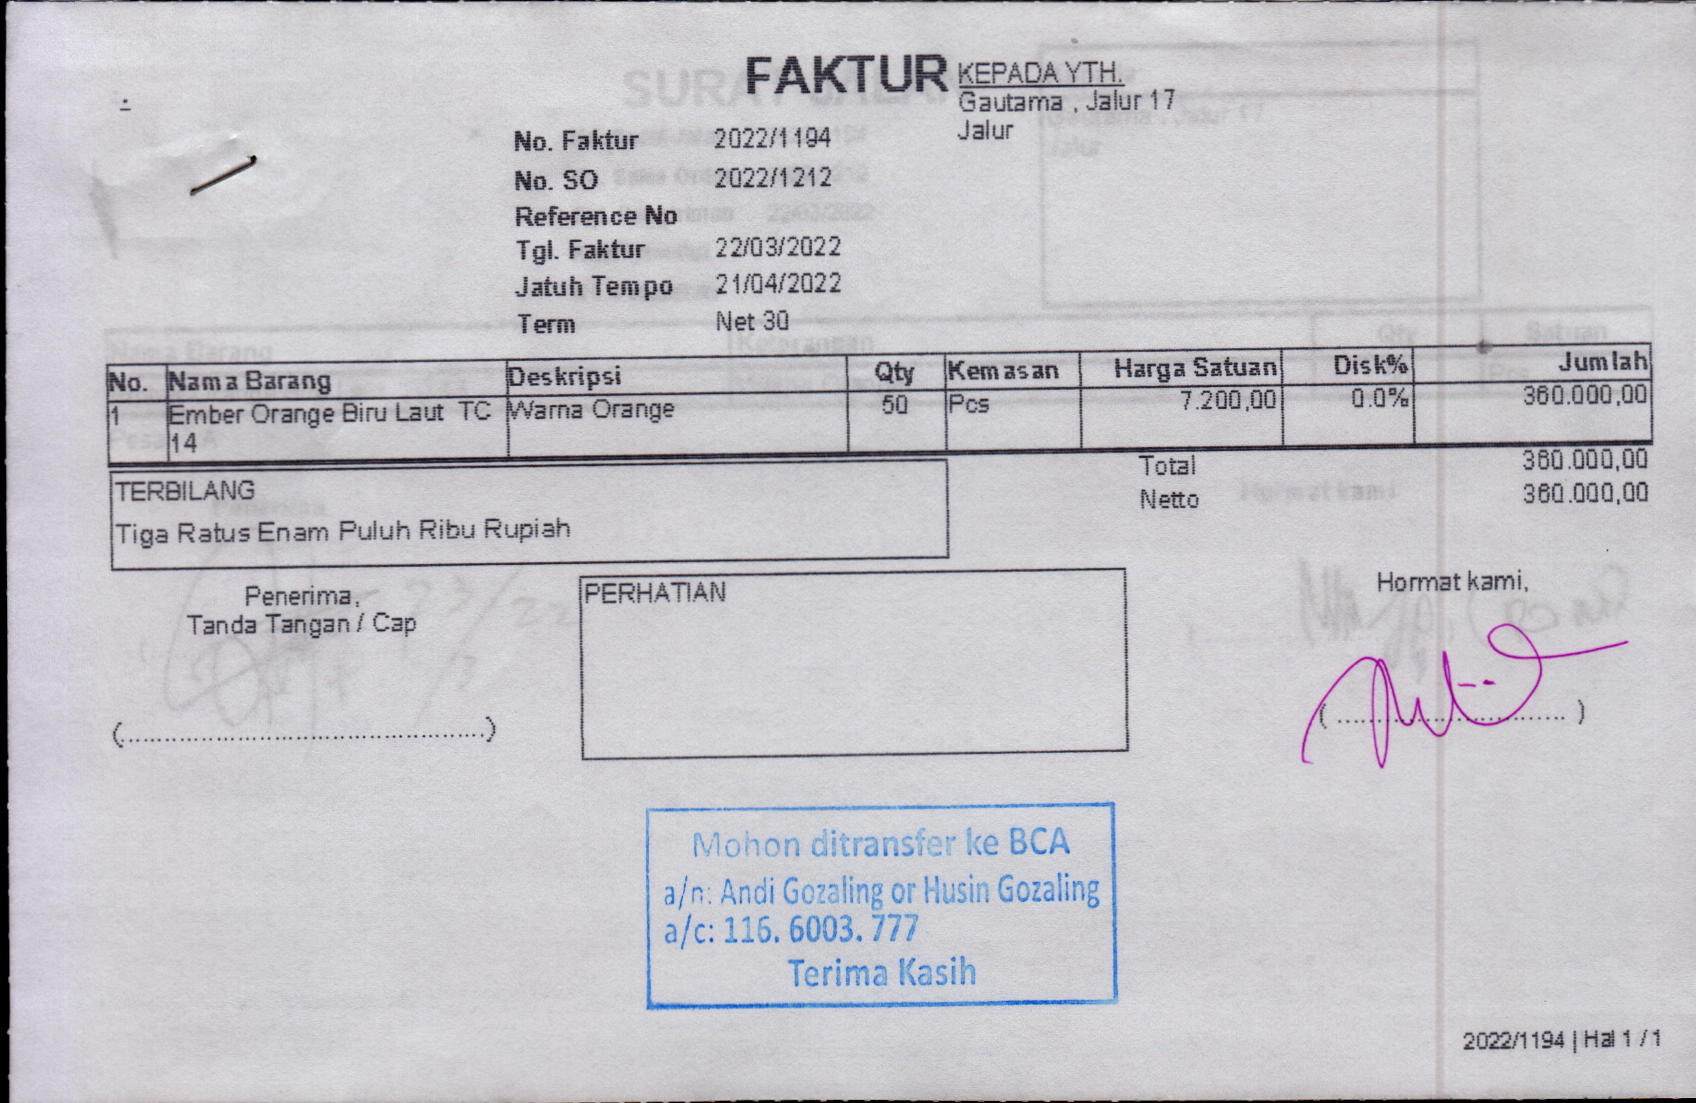 FAKTUR
KEPADA YTH.
Gautama , Jalur 17
Jalur
No. Faktur 2022/1194
No. SO 2022/1212
Reference No
Tgl. Faktur 22/03/2022
Jatuh Tempo 21/04/2022
Term Net 30
No. Nama Barang Deskripsi Qty Kemasan Harga Satuan Disk% Jumlah
1 Ember Orange Biru Laut TC Warna Orange 50 Pcs 7.200,00 0.0% 360.000,00
14
Total 360.000,00
Netto 360.000,00
TERBILANG
Tiga Ratus Enam Puluh Ribu Rupiah
Penerima,
Tanda Tangan / Cap
(..................................................)
PERHATIAN
Hormat kami,
( ................................ )
Mohon ditransfer ke BCA
a/n: Andi Gozaling or Husin Gozaling
a/c: 116. 6003. 777
Terima Kasih
2022/1194 | Hal 1 / 1